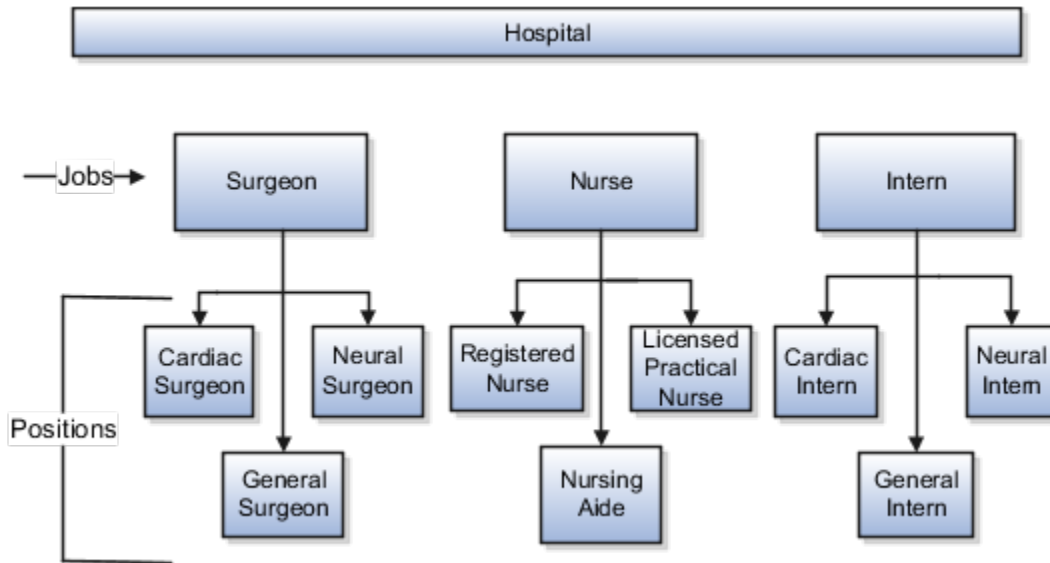 Hospital
Jobs
Surgeon
Nurse
Intern
Positions
Cardiac
Surgeon
Neural
Surgeon
Registered
Nurse
Licensed
Practical
Nurse
Cardiac
Intern
Neural
Intern
General
Surgeon
Nursing
Aide
General
Intern